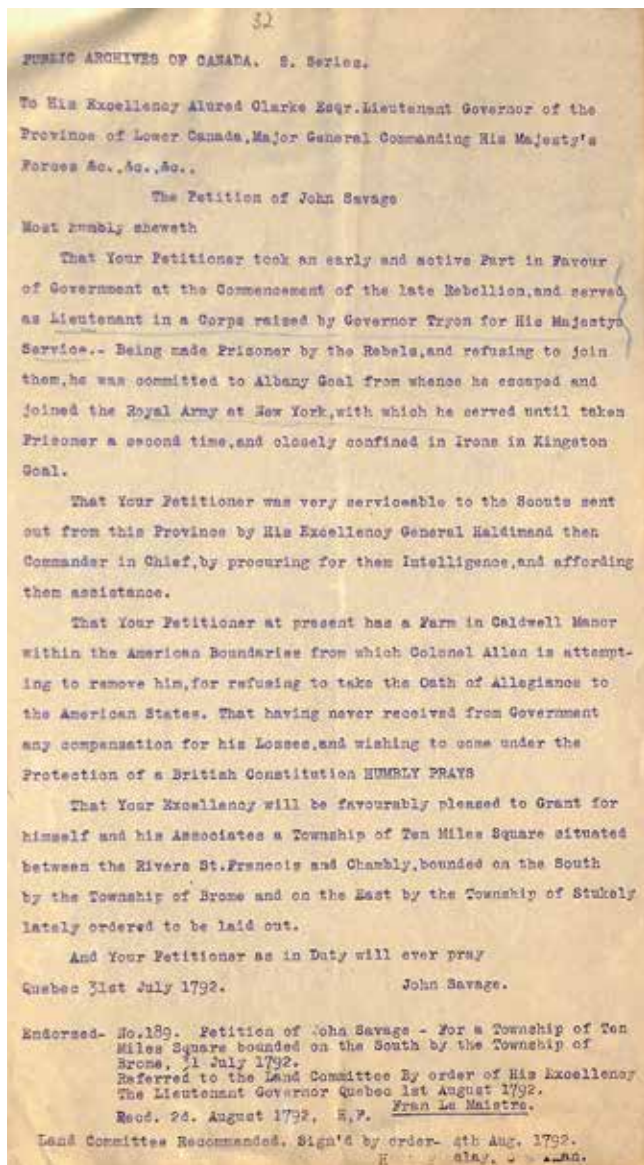 32
PUBLIC ARCHIVES OF CANADA. S. Series.
To His Excellency Alured Clarke Esqr.Lieutenant Governor of the
Province of Lower Canada,Major General Commanding His Majesty's
Forces &c.,&c.,&c.,
The Petition of John Savage
Most humbly sheweth
That Your Petitioner took an early and active Part in Favour
of Government at the Commencement of the late Rebellion,and served
as Lieutenant in a Corps raised by Governor Tryon for His Majestys
Service.- Being made Prisoner by the Rebels,and refusing to join
them,he was committed to Albany Goal from whence he escaped and
joined the Royal Army at New York,with which he served until taken
Prisoner a second time,and closely confined in Irons in Kingston
Goal.
That Your Petitioner was very serviceable to the Scouts sent
out from this Province by His Excellency General Haldimand then
Commander in Chief,by procuring for them Intelligence,and affording
them assistance.
That Your Petitioner at present has a Farm in Caldwell Manor
within the American Boundaries from which Colonel Allen is attempt-
ing to remove him,for refusing to take the Oath of Allegiance to
the American States. That having never received from Government
any compensation for his Losses,and wishing to come under the
Protection of a British Constitution HUMBLY PRAYS
That Your Excellency will be favourably pleased to Grant for
himself and his Associates a Township of Ten Miles Square situated
between the Rivers St.Francois and Chambly,bounded on the South
by the Township of Brome and on the East by the Township of Stukely
lately ordered to be laid out.
And Your Petitioner as in Duty will ever pray
Quebec 31st July 1792. John Savage.
Endorsed- No.189. Petition of John Savage - For a Township of Ten
Miles Square bounded on the South by the Township of
Brome, 31 July 1792.
Referred to the Land Committee By order of His Excellency
The Lieutenant Governor Quebec 1st August 1792.
Fran Le Maistre.
Recd. 2d. August 1792, H,F.
Land Committee Recommended. Sign'd by order- 4th Aug. 1792.